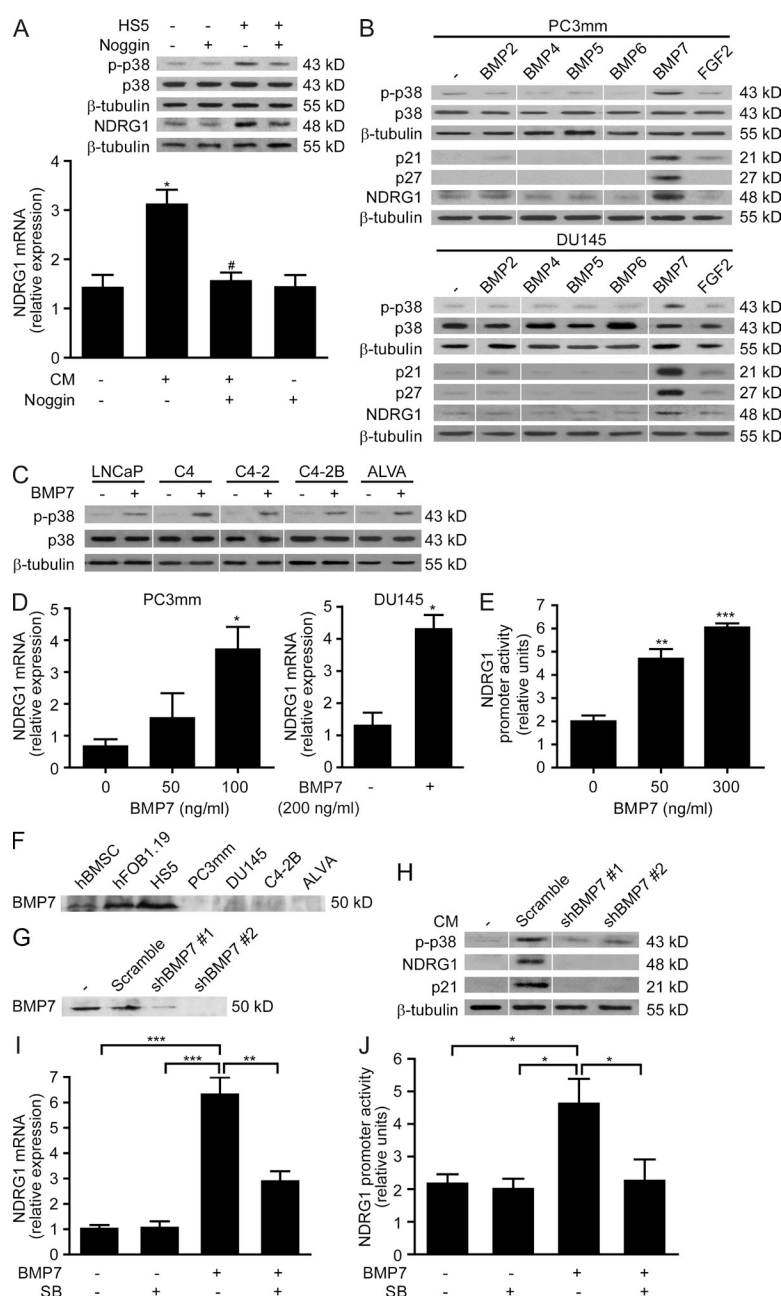 A
HS5 - - + +
Noggin - + - +
p-p38 43 kD
p38 43 kD
β-tubulin 55 kD
NDRG1 48 kD
β-tubulin 55 kD
NDRG1 mRNA
(relative expression)
4
3
2
1
0
*
#
CM - + + -
Noggin - - + +
B
PC3mm
- BMP2 BMP4 BMP5 BMP6 BMP7 FGF2
p-p38 43 kD
p38 43 kD
β-tubulin 55 kD
p21 21 kD
p27 27 kD
NDRG1 48 kD
β-tubulin 55 kD
DU145
- BMP2 BMP4 BMP5 BMP6 BMP7 FGF2
p-p38 43 kD
p38 43 kD
β-tubulin 55 kD
p21 21 kD
p27 27 kD
NDRG1 48 kD
β-tubulin 55 kD
C
LNCaP C4 C4-2 C4-2B ALVA
BMP7 - + - + - + - + - +
p-p38 43 kD
p38 43 kD
β-tubulin 55 kD
D
PC3mm
NDRG1 mRNA
(relative expression)
5
4
3
2
1
0
*
0 50 100
BMP7 (ng/ml)
DU145
NDRG1 mRNA
(relative expression)
5
4
3
2
1
0
*
BMP7 - +
(200 ng/ml)
E
NDRG1
promoter activity
(relative units)
7
6
5
4
3
2
1
0
**
***
0 50 300
BMP7 (ng/ml)
F
hBMSC hFOB1.19 HS5 PC3mm DU145 C4-2B ALVA
BMP7 50 kD
G
- Scramble shBMP7 #1 shBMP7 #2
BMP7 50 kD
H
CM - Scramble shBMP7 #1 shBMP7 #2
p-p38 43 kD
NDRG1 48 kD
p21 21 kD
β-tubulin 55 kD
I
NDRG1 mRNA
(relative expression)
7
6
5
4
3
2
1
0
***
*** **
BMP7 - - + +
SB - + - +
J
NDRG1 promoter activity
(relative units)
6
5
4
3
2
1
0
*
* *
BMP7 - - + +
SB - + - +